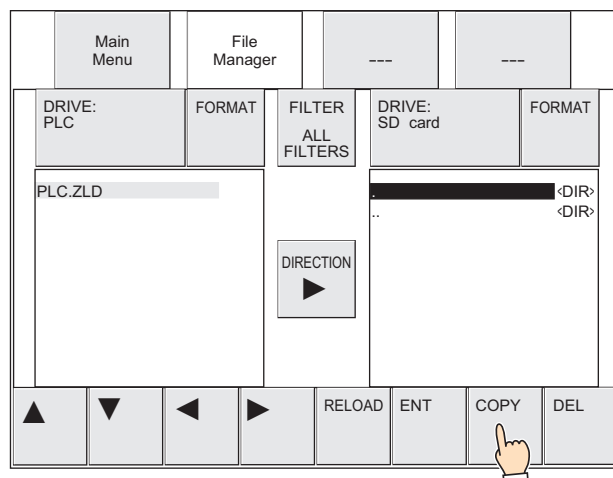 Main
Menu
File
Manager
---
---
DRIVE:
PLC
FORMAT
FILTER
ALL
FILTERS
DRIVE:
SD card
FORMAT
PLC.ZLD
. <DIR>
.. <DIR>
DIRECTION
▶
▲ ▼ ◀ ▶ RELOAD ENT COPY DEL